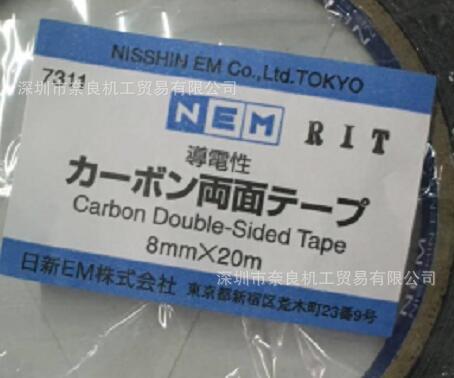 NISSHIN EM Co.,Ltd.TOKYO
7311
深圳市奈良机工贸易有限公司
NEM RIT
導電性
カーボン両面テープ
Carbon Double-Sided Tape
8mm×20m
深圳市奈良机工贸易有限公司
日新EM株式会社
東京都新宿区荒木町23番9号
NEM